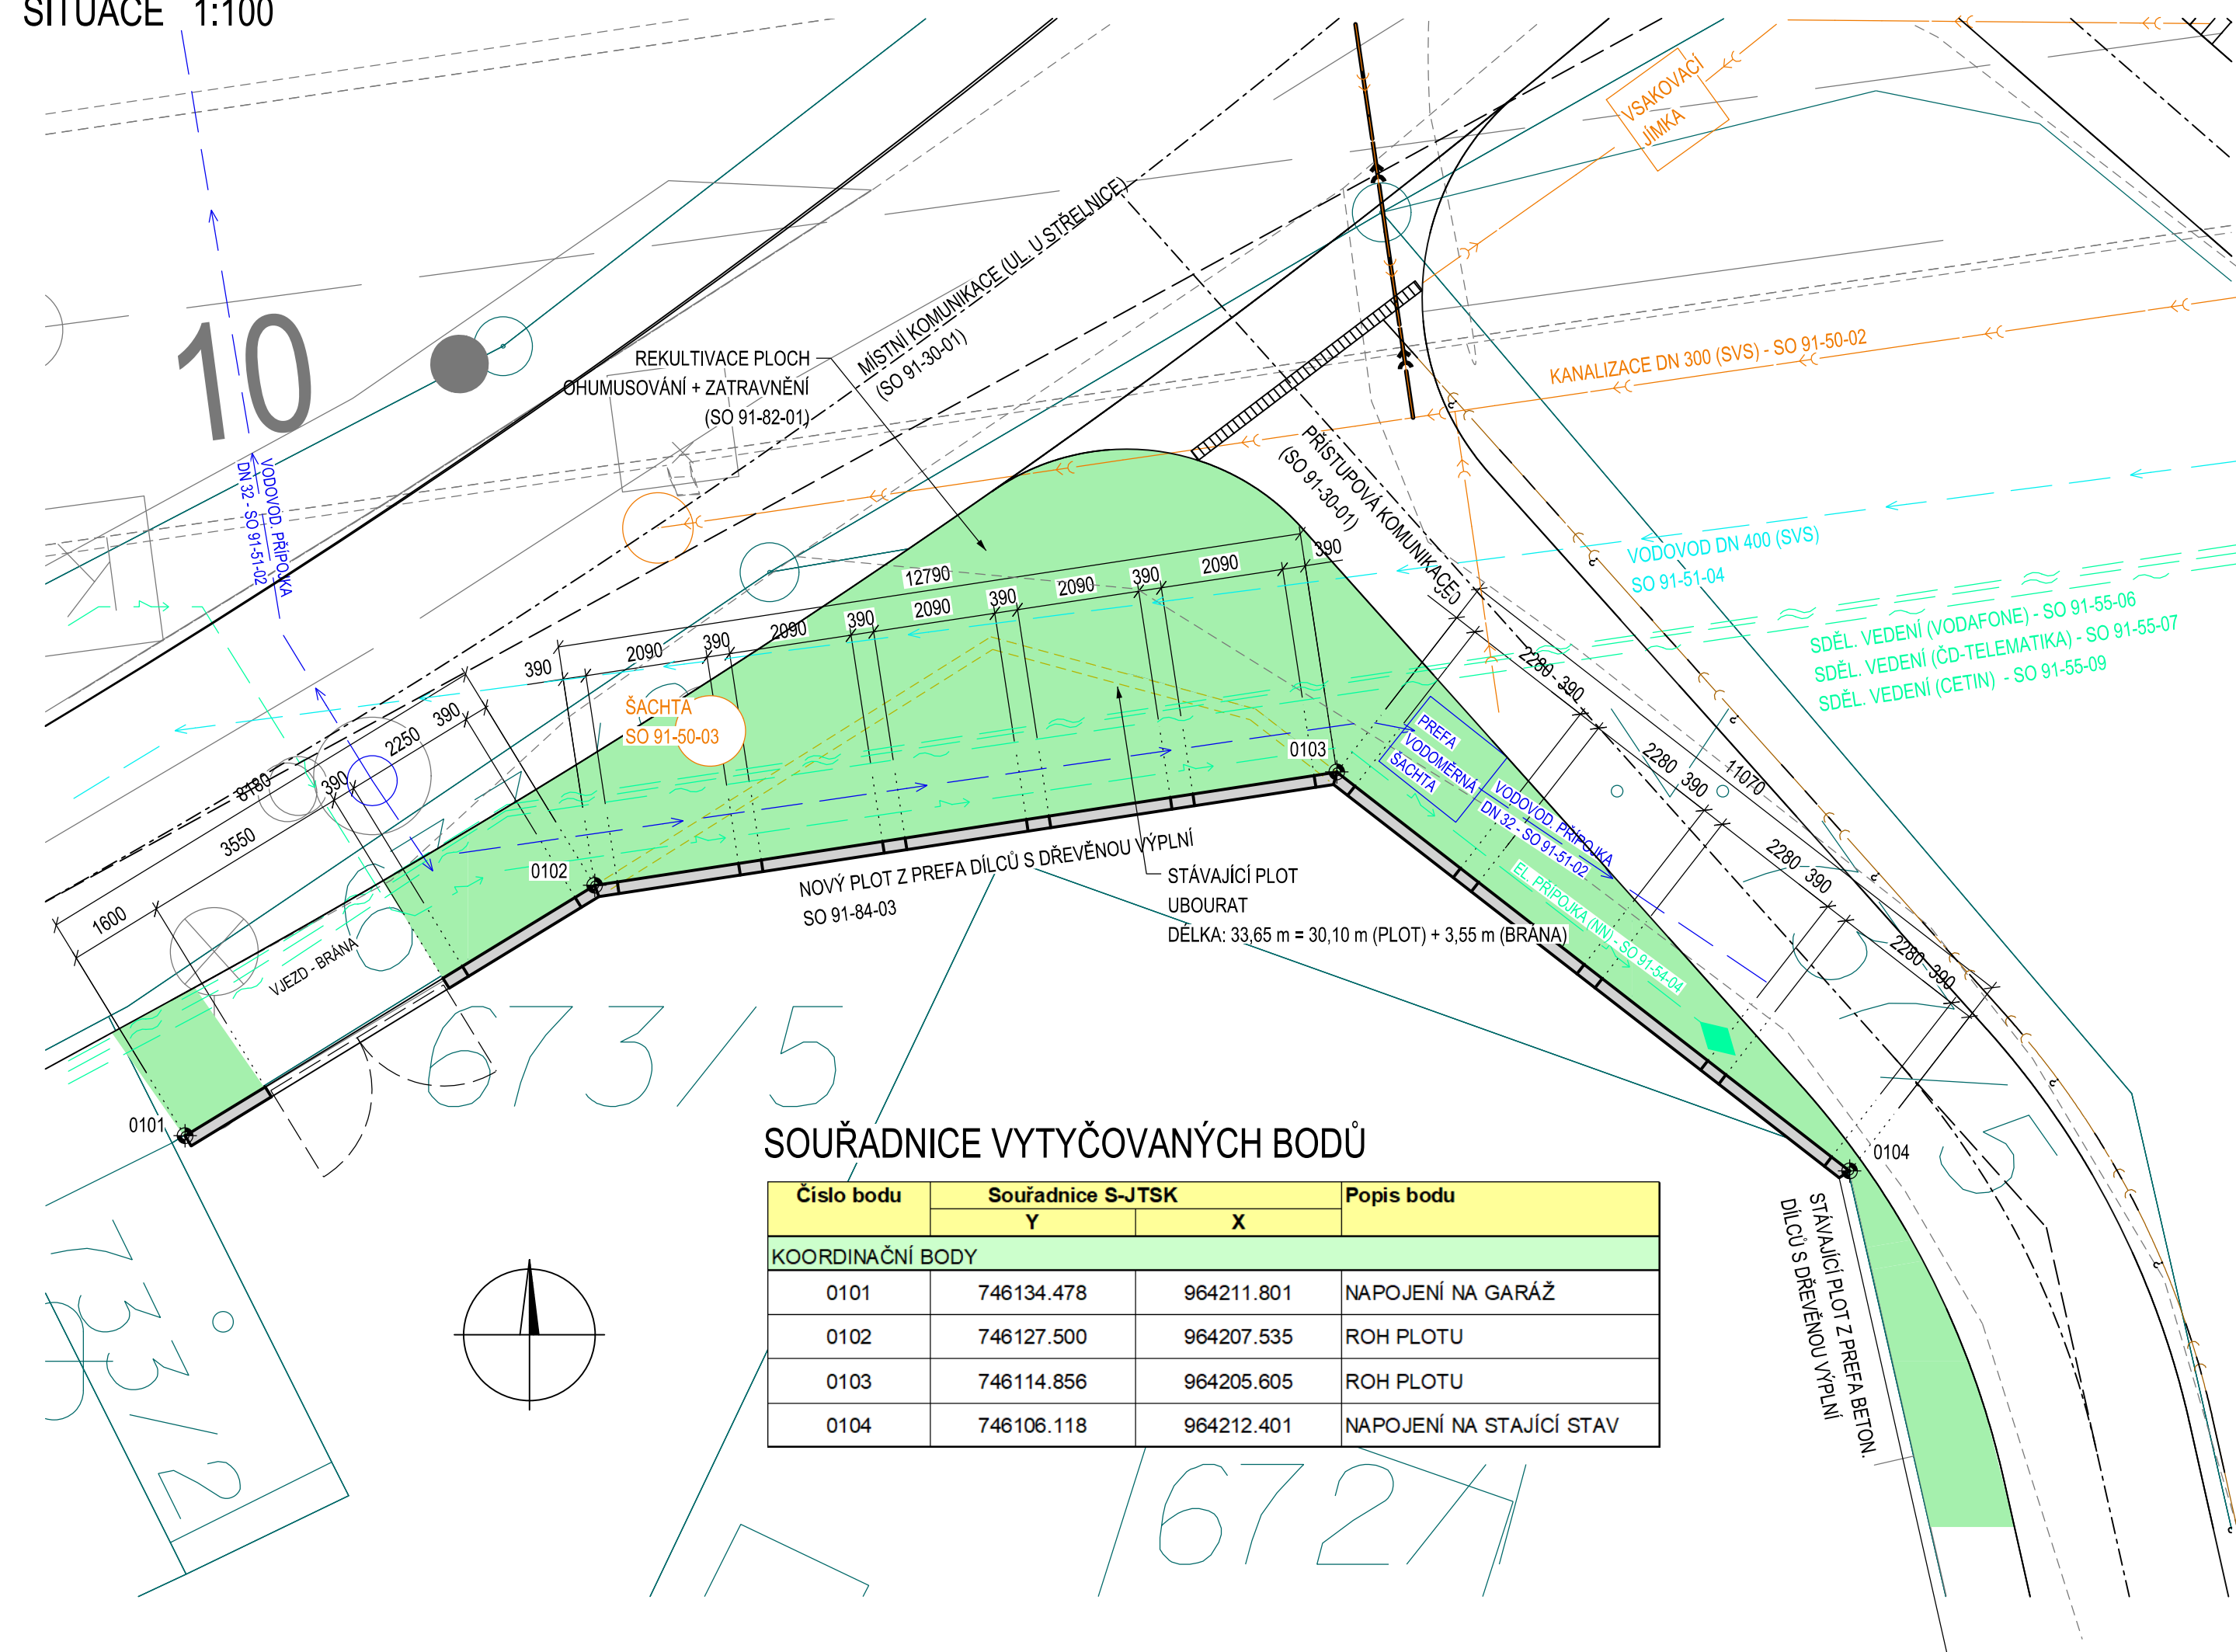 SITUACE 1:100
10
VODOVOD. PŘÍPOJKA
DN 32 - SO 91-51-02
REKULTIVACE PLOCH
OHUMUSOVÁNÍ + ZATRAVNĚNÍ
(SO 91-82-01)
MÍSTNÍ KOMUNIKACE (UL. U STŘELNICE)
(SO 91-30-01)
VSAKOVACÍ
JÍMKA
KANALIZACE DN 300 (SVS) - SO 91-50-02
PŘÍSTUPOVÁ KOMUNIKACE
(SO 91-30-01)
VODOVOD DN 400 (SVS)
SO 91-51-04
SDĚL. VEDENÍ (VODAFONE) - SO 91-55-06
SDĚL. VEDENÍ (ČD-TELEMATIKA) - SO 91-55-07
SDĚL. VEDENÍ (CETIN) - SO 91-55-09
12790
390
2090
390
2090
390
2090
390
2090
390
2090
390
8180
1600
3550
390
2250
390
390
2280
390
2280
390
2280
390
2280
390
11070
ŠACHTA
SO 91-50-03
PREFA
VODOMĚRNÁ
ŠACHTA
VODOVOD. PŘÍPOJKA
DN 32 - SO 91-51-02
EL. PŘÍPOJKA (NN) - SO 91-54-04
0101
0102
0103
0104
VJEZD - BRÁNA
NOVÝ PLOT Z PREFA DÍLCŮ S DŘEVĚNOU VÝPLNÍ
SO 91-84-03
STÁVAJÍCÍ PLOT
UBOURAT
DÉLKA: 33,65 m = 30,10 m (PLOT) + 3,55 m (BRÁNA)
STÁVAJÍCÍ PLOT Z PREFA BETON.
DÍLCŮ S DŘEVĚNOU VÝPLNÍ
673/5
733/2
672/1
SOUŘADNICE VYTYČOVANÝCH BODŮ
Číslo bodu Souřadnice S-JTSK Popis bodu
Y X
KOORDINAČNÍ BODY
0101 746134.478 964211.801 NAPOJENÍ NA GARÁŽ
0102 746127.500 964207.535 ROH PLOTU
0103 746114.856 964205.605 ROH PLOTU
0104 746106.118 964212.401 NAPOJENÍ NA STAJÍCÍ STAV